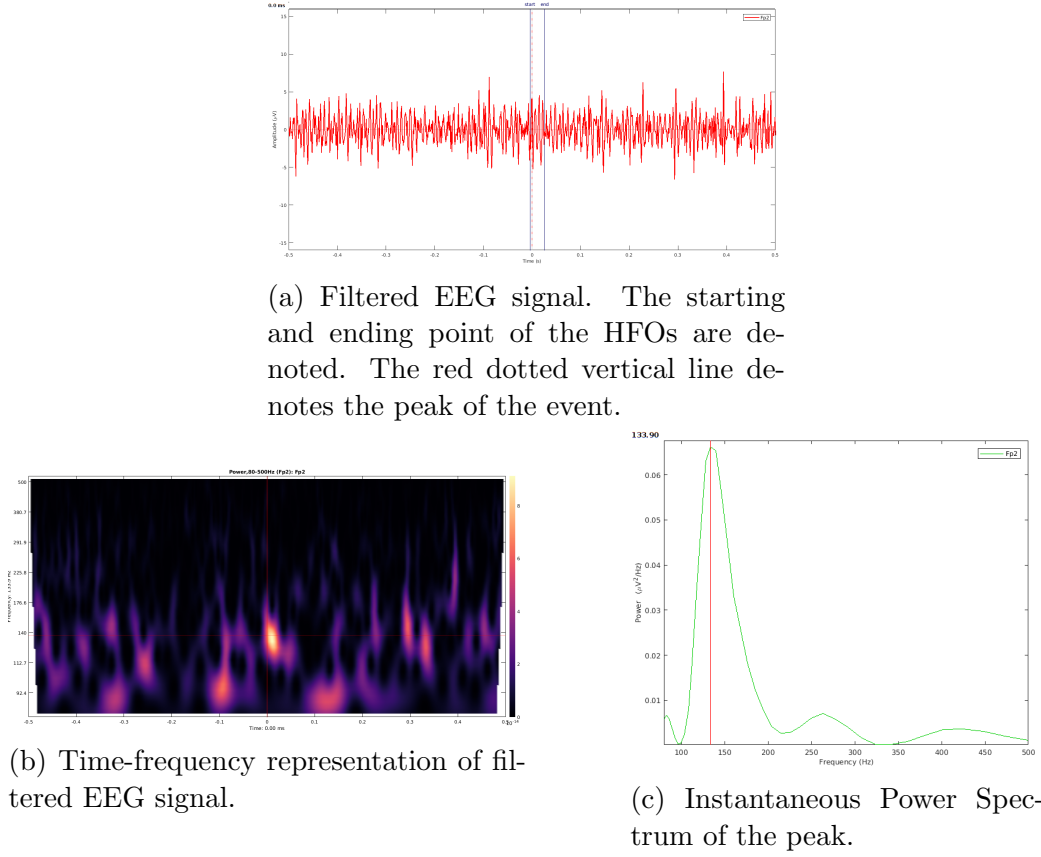 0.0 ms
start end
Fp2
15
10
5
0
-5
-10
-15
Amplitude (μV)
-0.5 -0.4 -0.3 -0.2 -0.1 0 0.1 0.2 0.3 0.4 0.5
Time (s)
(a) Filtered EEG signal. The starting
and ending point of the HFOs are de-
noted. The red dotted vertical line de-
notes the peak of the event.
Power,80-500Hz (Fp2): Fp2
500
380.7
291.9
225.8
176.6
140
112.7
92.4
8
6
4
2
0
-0.5 -0.4 -0.3 -0.2 -0.1 0 0.1 0.2 0.3 0.4 0.5
Time: 0.00 ms
(b) Time-frequency representation of fil-
tered EEG signal.
133.90
Fp2
0.06
0.05
0.04
0.03
0.02
0.01
Power (μV²/Hz)
100 150 200 250 300 350 400 450 500
Frequency (Hz)
(c) Instantaneous Power Spec-
trum of the peak.